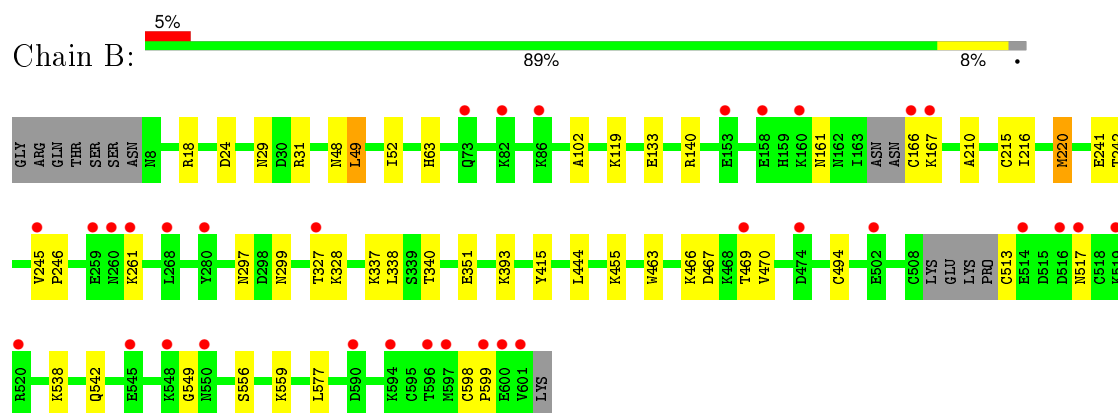 5%
Chain B:
89%
8%
•
GLY ARG GLN THR SER SER ASN N8 R18 D24 N29 D30 R31 N48 L49 I52 H63 Q73 K82 K86 A102 K119 E133 R140 E153 E158 H159 K160 N161 N162 I163 ASN ASN C166 K167 A210 C215 I216 M220 E241 T242
V245 P246 E259 N260 K261 L268 Y280 N297 D298 N299 T327 K328 K337 L338 S339 T340 E351 K393 Y415 L444 K455 W463 K466 D467 K468 T469 V470 D474 C494 E502 C508 LYS GLU LYS PRO C513 E514 D515 D516 N517 C518 K519
R520 K538 Q542 E545 K548 G549 N550 S556 K559 L577 D590 K594 C595 T596 M597 C598 P599 E600 V601 LYS